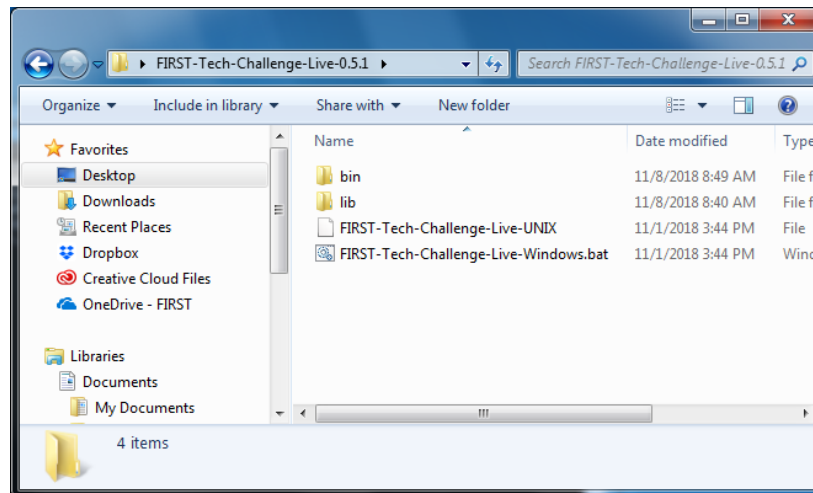 FIRST-Tech-Challenge-Live-0.5.1
Search FIRST-Tech-Challenge-Live-0.5.1
Organize Include in library Share with New folder
Name Date modified Type
Favorites
Desktop
Downloads
Recent Places
Dropbox
Creative Cloud Files
OneDrive - FIRST
Libraries
Documents
My Documents
bin 11/8/2018 8:49 AM File f
lib 11/8/2018 8:40 AM File f
FIRST-Tech-Challenge-Live-UNIX 11/1/2018 3:44 PM File
FIRST-Tech-Challenge-Live-Windows.bat 11/1/2018 3:44 PM Wind
4 items